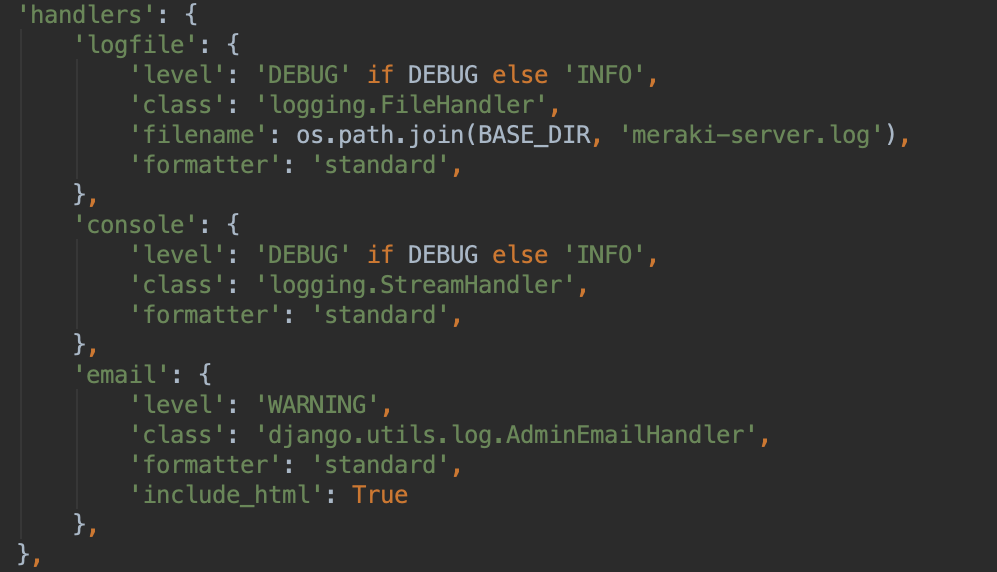 'handlers': {
    'logfile': {
        'level': 'DEBUG' if DEBUG else 'INFO',
        'class': 'logging.FileHandler',
        'filename': os.path.join(BASE_DIR, 'meraki-server.log'),
        'formatter': 'standard',
    },
    'console': {
        'level': 'DEBUG' if DEBUG else 'INFO',
        'class': 'logging.StreamHandler',
        'formatter': 'standard',
    },
    'email': {
        'level': 'WARNING',
        'class': 'django.utils.log.AdminEmailHandler',
        'formatter': 'standard',
        'include_html': True
    },
},